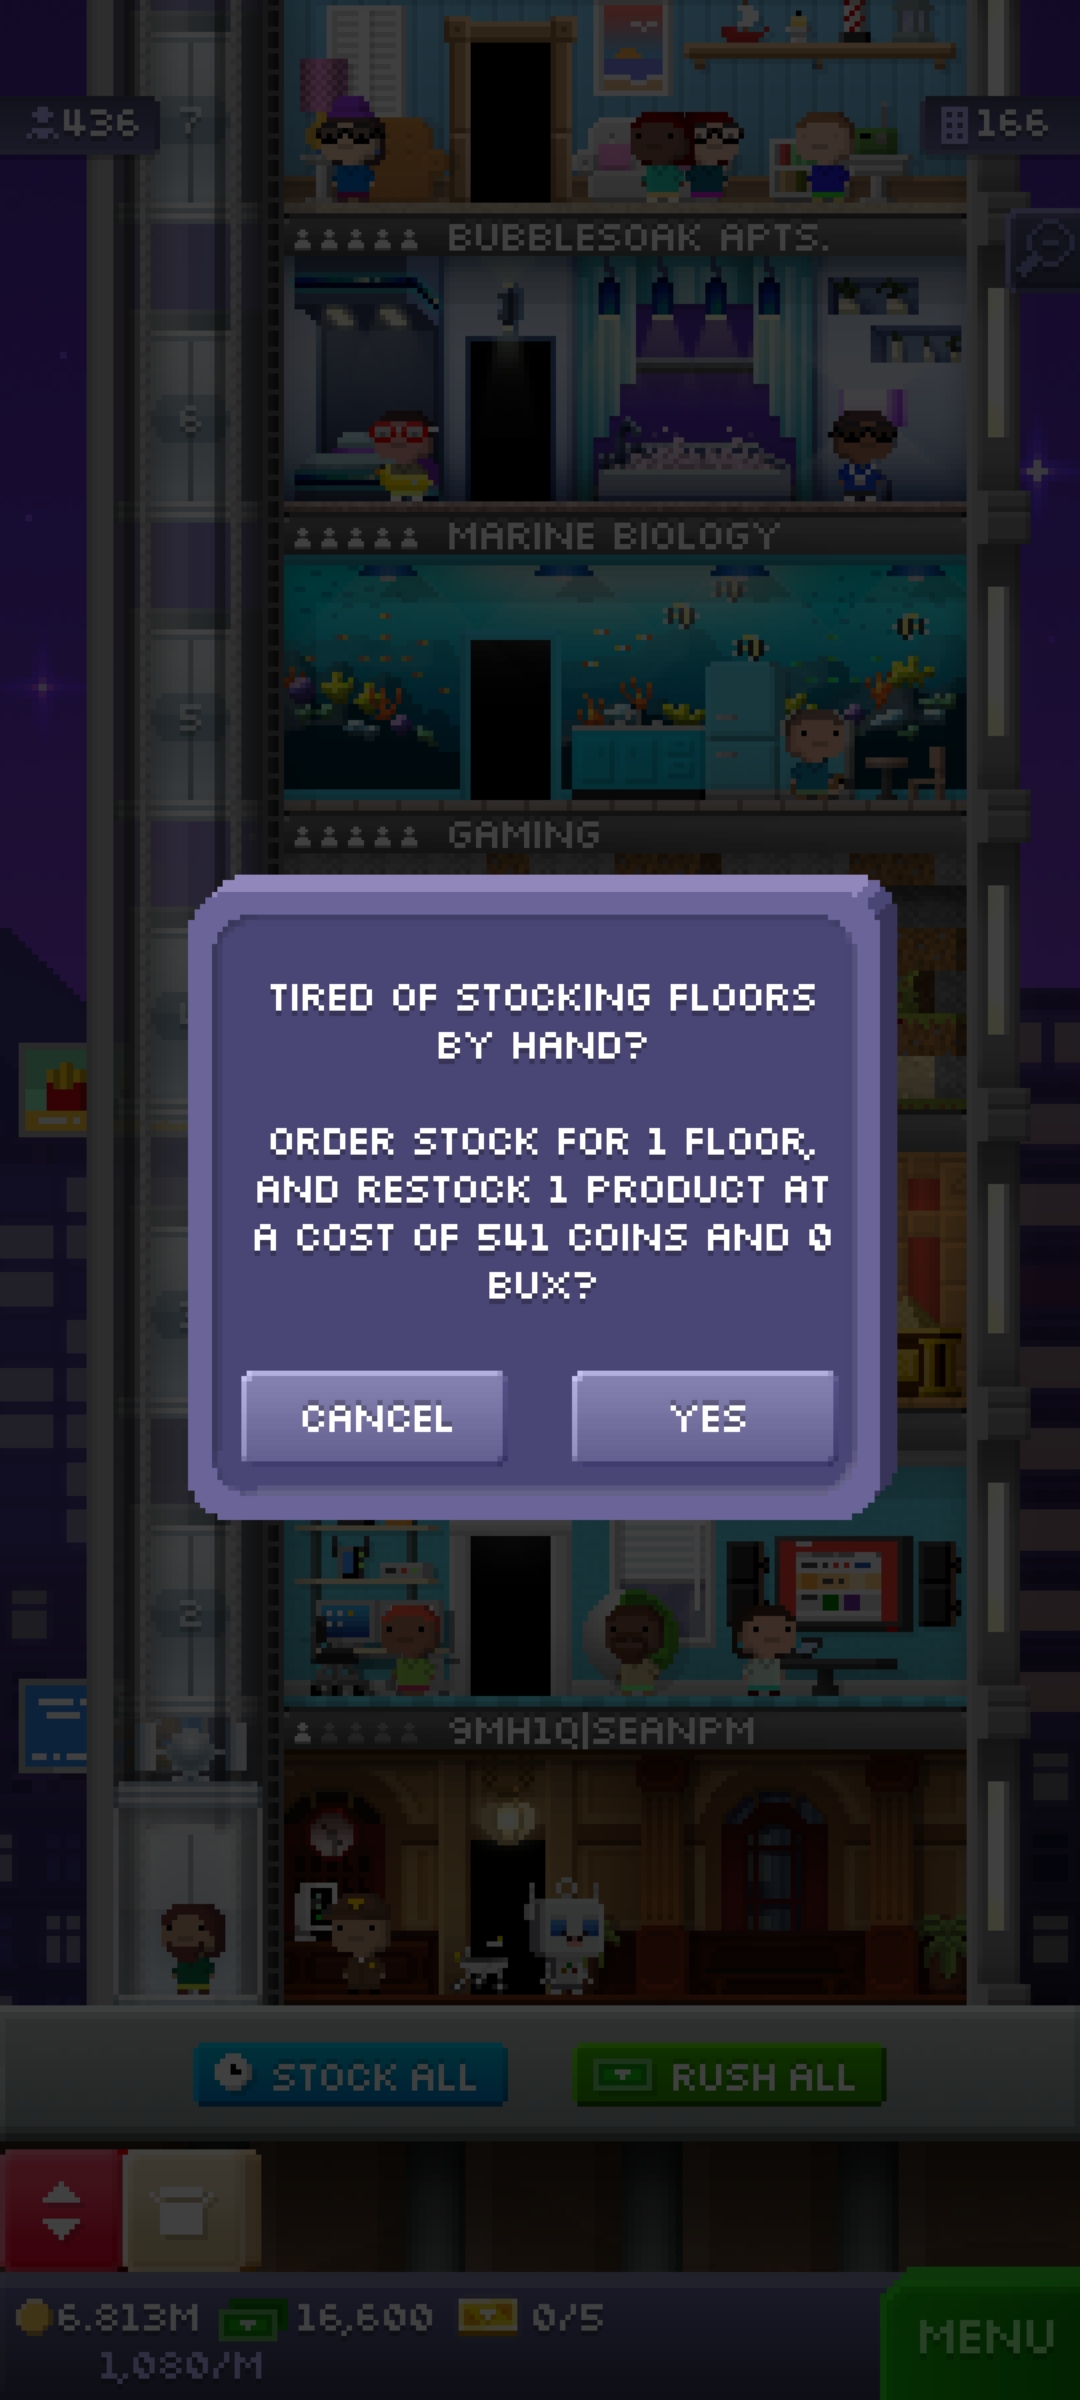 436
7
166
BUBBLESOAK APTS.
6
MARINE BIOLOGY
5
GAMING
TIRED OF STOCKING FLOORS
BY HAND?
ORDER STOCK FOR 1 FLOOR,
AND RESTOCK 1 PRODUCT AT
A COST OF 541 COINS AND 0
BUX?
CANCEL
YES
2
9MH1Q|SEANPM
STOCK ALL
RUSH ALL
6.813M
16,600
0/5
MENU
1,080/M